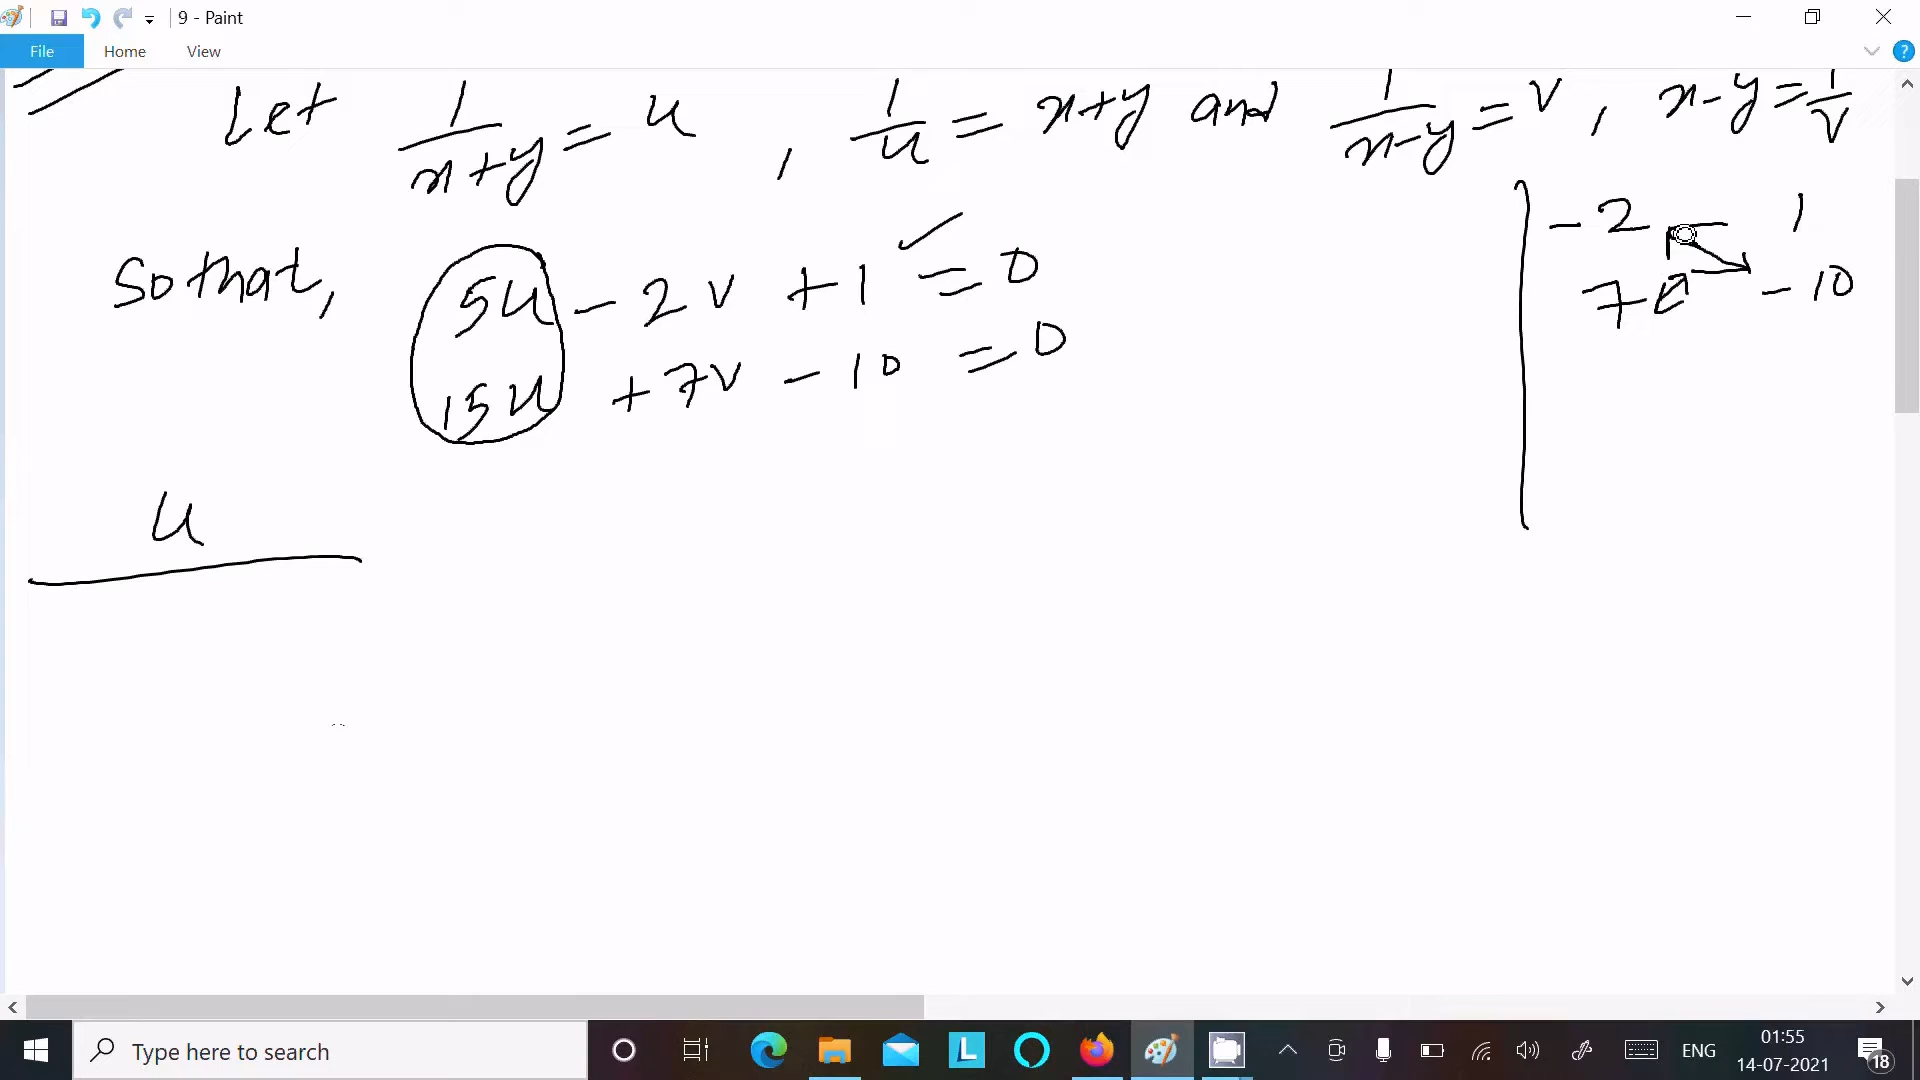 9 - Paint
File Home View
Let 1/(x+y) = u , 1/u = x+y and 1/(x-y) = v , x-y = 1/v
So that, 5u - 2v + 1 = 0
15u + 7v - 10 = 0
-2 1
7 -10
u
Type here to search
L
ENG
01:55
14-07-2021
18